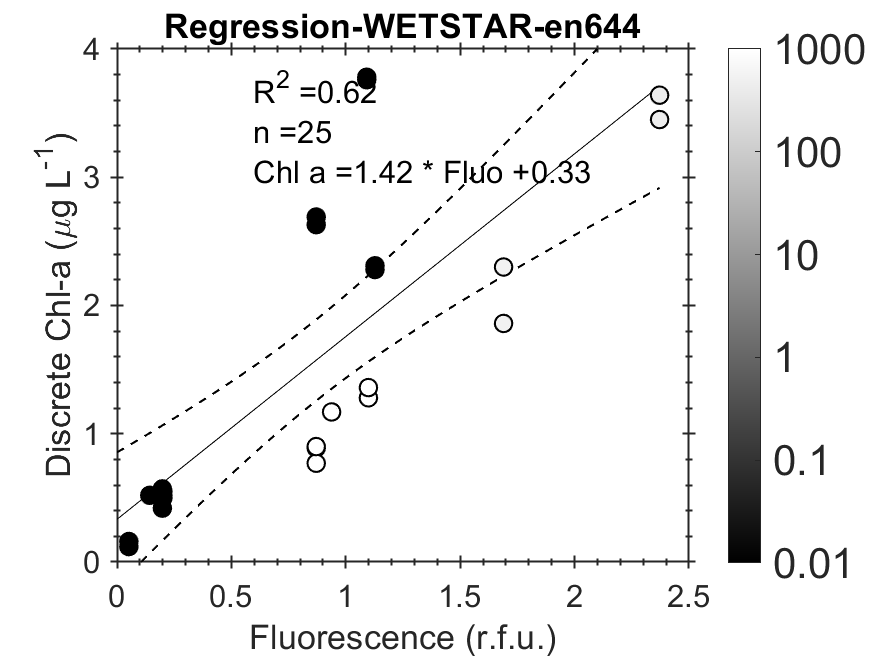 Regression-WETSTAR-en644
R² =0.62
n =25
Chl a =1.42 * Fluo +0.33
Discrete Chl-a (μg L⁻¹)
4
3
2
1
0
0 0.5 1 1.5 2 2.5
Fluorescence (r.f.u.)
1000
100
10
1
0.1
0.01